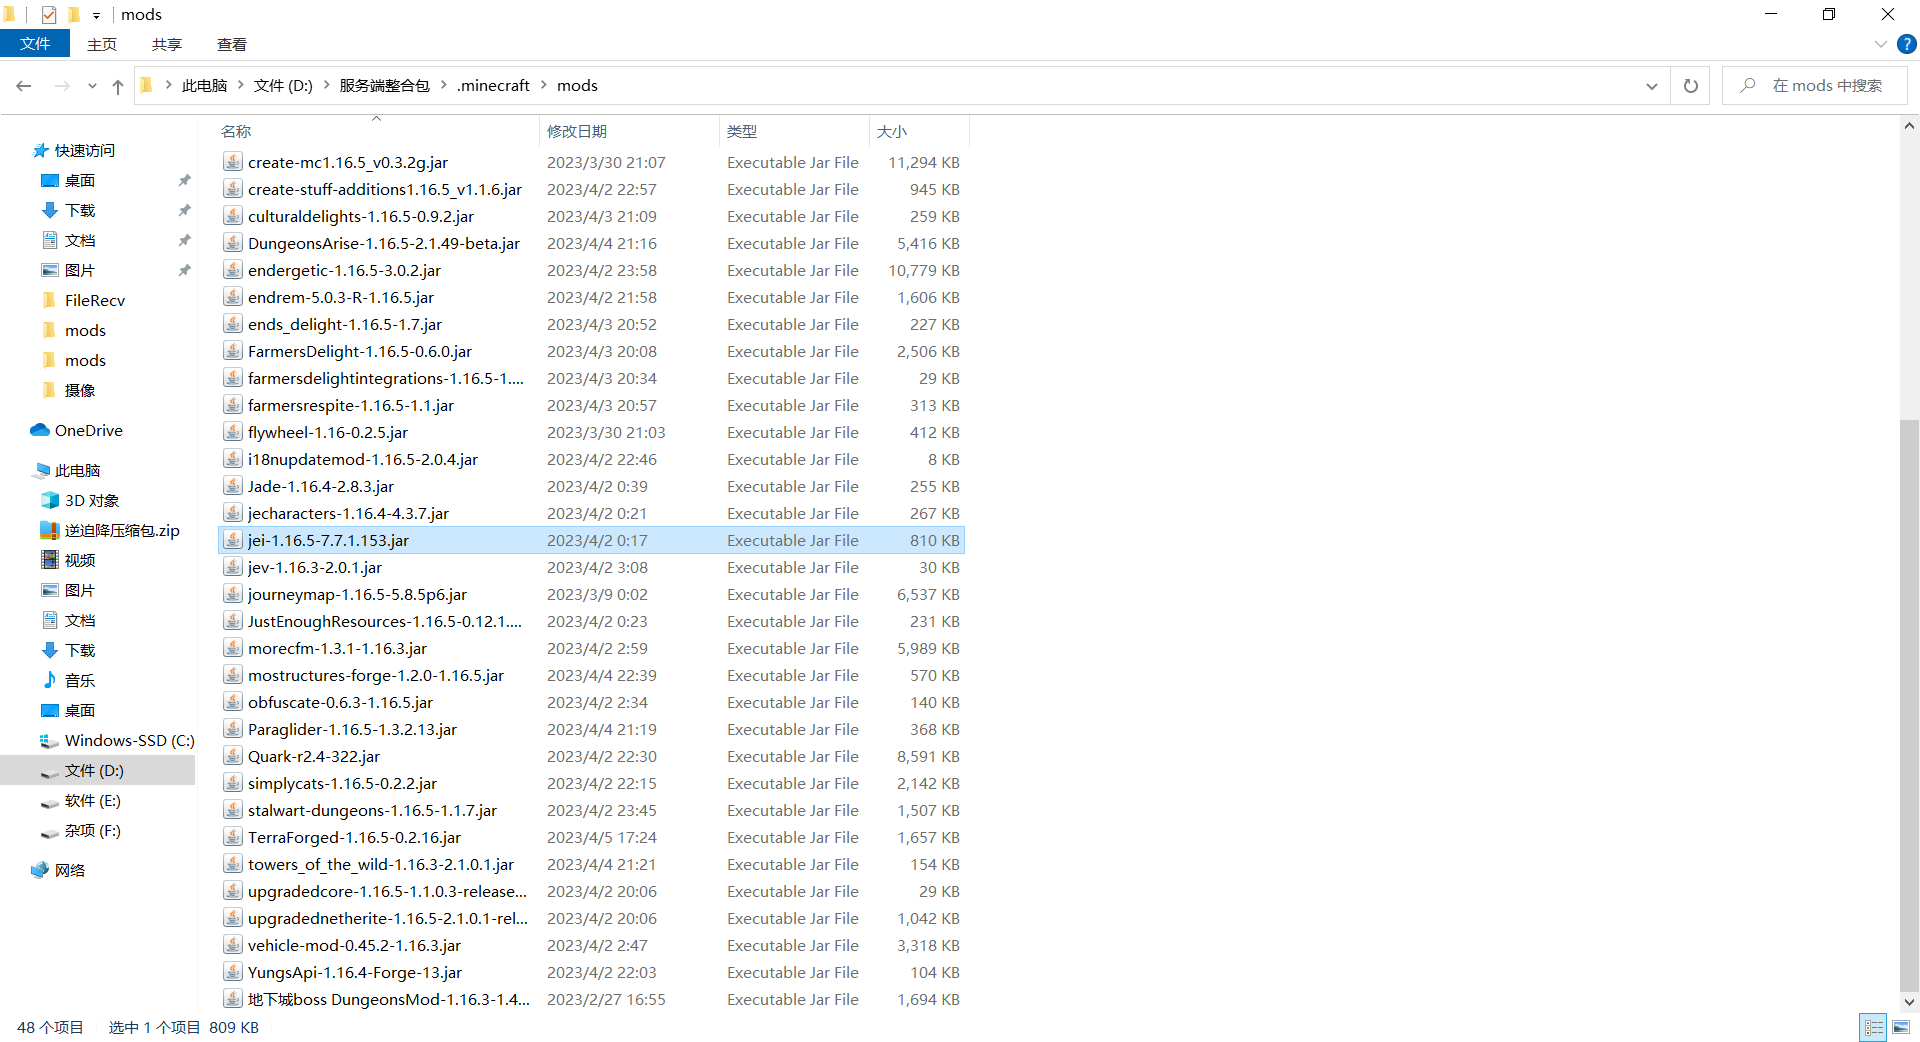 mods
文件 主页 共享 查看
此电脑 文件 (D:) 服务端整合包 .minecraft mods
在 mods 中搜索
快速访问
桌面
下载
文档
图片
FileRecv
mods
mods
摄像
OneDrive
此电脑
3D 对象
逆迫降压缩包.zip
视频
图片
文档
下载
音乐
桌面
Windows-SSD (C:)
文件 (D:)
软件 (E:)
杂项 (F:)
网络
名称 修改日期 类型 大小
create-mc1.16.5_v0.3.2g.jar 2023/3/30 21:07 Executable Jar File 11,294 KB
create-stuff-additions1.16.5_v1.1.6.jar 2023/4/2 22:57 Executable Jar File 945 KB
culturaldelights-1.16.5-0.9.2.jar 2023/4/3 21:09 Executable Jar File 259 KB
DungeonsArise-1.16.5-2.1.49-beta.jar 2023/4/4 21:16 Executable Jar File 5,416 KB
endergetic-1.16.5-3.0.2.jar 2023/4/2 23:58 Executable Jar File 10,779 KB
endrem-5.0.3-R-1.16.5.jar 2023/4/2 21:58 Executable Jar File 1,606 KB
ends_delight-1.16.5-1.7.jar 2023/4/3 20:52 Executable Jar File 227 KB
FarmersDelight-1.16.5-0.6.0.jar 2023/4/3 20:08 Executable Jar File 2,506 KB
farmersdelightintegrations-1.16.5-1.... 2023/4/3 20:34 Executable Jar File 29 KB
farmersrespite-1.16.5-1.1.jar 2023/4/3 20:57 Executable Jar File 313 KB
flywheel-1.16-0.2.5.jar 2023/3/30 21:03 Executable Jar File 412 KB
i18nupdatemod-1.16.5-2.0.4.jar 2023/4/2 22:46 Executable Jar File 8 KB
Jade-1.16.4-2.8.3.jar 2023/4/2 0:39 Executable Jar File 255 KB
jecharacters-1.16.4-4.3.7.jar 2023/4/2 0:21 Executable Jar File 267 KB
jei-1.16.5-7.7.1.153.jar 2023/4/2 0:17 Executable Jar File 810 KB
jev-1.16.3-2.0.1.jar 2023/4/2 3:08 Executable Jar File 30 KB
journeymap-1.16.5-5.8.5p6.jar 2023/3/9 0:02 Executable Jar File 6,537 KB
JustEnoughResources-1.16.5-0.12.1.... 2023/4/2 0:23 Executable Jar File 231 KB
morecfm-1.3.1-1.16.3.jar 2023/4/2 2:59 Executable Jar File 5,989 KB
mostructures-forge-1.2.0-1.16.5.jar 2023/4/4 22:39 Executable Jar File 570 KB
obfuscate-0.6.3-1.16.5.jar 2023/4/2 2:34 Executable Jar File 140 KB
Paraglider-1.16.5-1.3.2.13.jar 2023/4/4 21:19 Executable Jar File 368 KB
Quark-r2.4-322.jar 2023/4/2 22:30 Executable Jar File 8,591 KB
simplycats-1.16.5-0.2.2.jar 2023/4/2 22:15 Executable Jar File 2,142 KB
stalwart-dungeons-1.16.5-1.1.7.jar 2023/4/2 23:45 Executable Jar File 1,507 KB
TerraForged-1.16.5-0.2.16.jar 2023/4/5 17:24 Executable Jar File 1,657 KB
towers_of_the_wild-1.16.3-2.1.0.1.jar 2023/4/4 21:21 Executable Jar File 154 KB
upgradedcore-1.16.5-1.1.0.3-release... 2023/4/2 20:06 Executable Jar File 29 KB
upgradednetherite-1.16.5-2.1.0.1-rel... 2023/4/2 20:06 Executable Jar File 1,042 KB
vehicle-mod-0.45.2-1.16.3.jar 2023/4/2 2:47 Executable Jar File 3,318 KB
YungsApi-1.16.4-Forge-13.jar 2023/4/2 22:03 Executable Jar File 104 KB
地下城boss DungeonsMod-1.16.3-1.4... 2023/2/27 16:55 Executable Jar File 1,694 KB
48 个项目 选中 1 个项目 809 KB